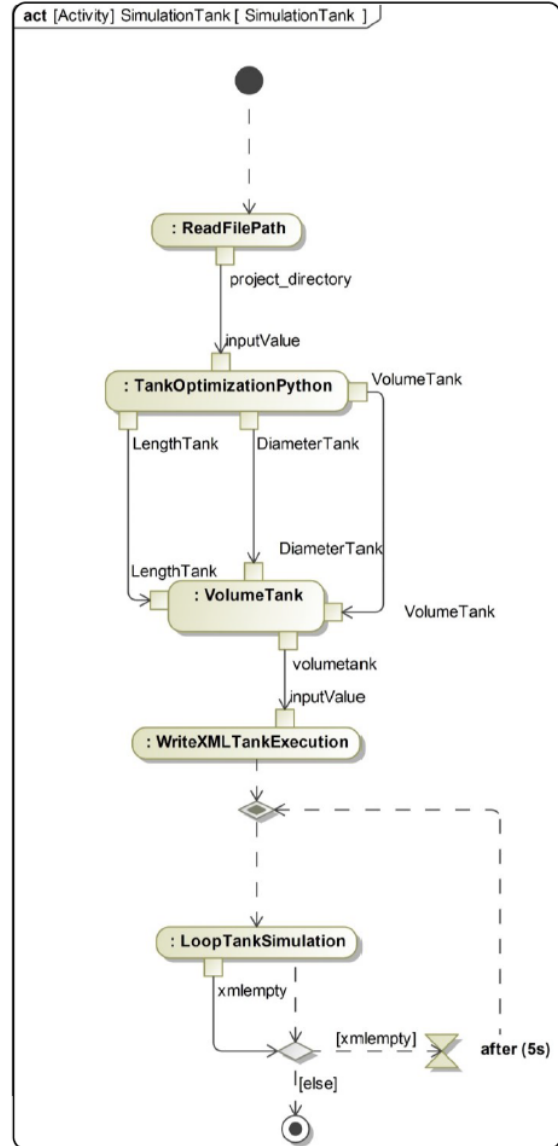 act [Activity] SimulationTank [ SimulationTank ]
: ReadFilePath
project_directory
inputValue
: TankOptimizationPython
VolumeTank
LengthTank
DiameterTank
DiameterTank
LengthTank
: VolumeTank
VolumeTank
volumetank
inputValue
: WriteXMLTankExecution
: LoopTankSimulation
xmlempty
[xmlempty]
after (5s)
[else]